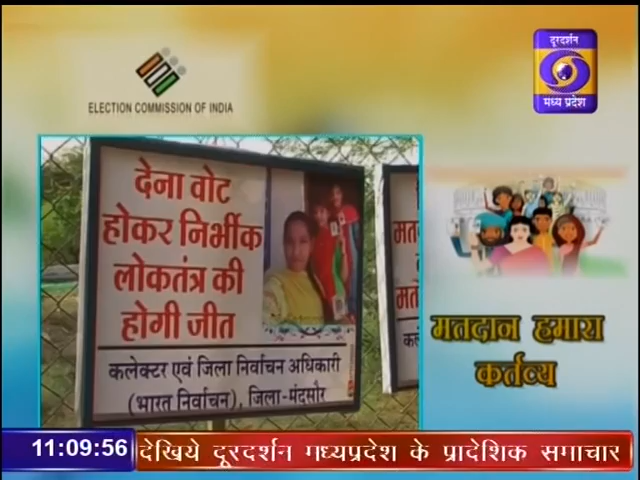 ELECTION COMMISSION OF INDIA
दूरदर्शन
मध्य प्रदेश
देना वोट
होकर निर्भीक
लोकतंत्र की
होगी जीत
कलेक्टर एवं जिला निर्वाचन अधिकारी
(भारत निर्वाचन), जिला-मंदसौर
मतदान हमारा
कर्तव्य
11:09:56
देखिये दूरदर्शन मध्यप्रदेश के प्रादेशिक समाचार